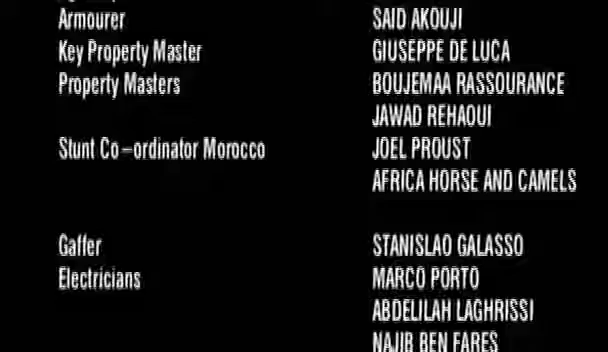 Armourer SAID AKOUJI
Key Property Master GIUSEPPE DE LUCA
Property Masters BOUJEMAA RASSOURANCE
JAWAD REHAOUI
Stunt Co-ordinator Morocco JOEL PROUST
AFRICA HORSE AND CAMELS
Gaffer STANISLAO GALASSO
Electricians MARCO PORTO
ABDELILAH LAGHRISSI
NAJIB BEN FARES